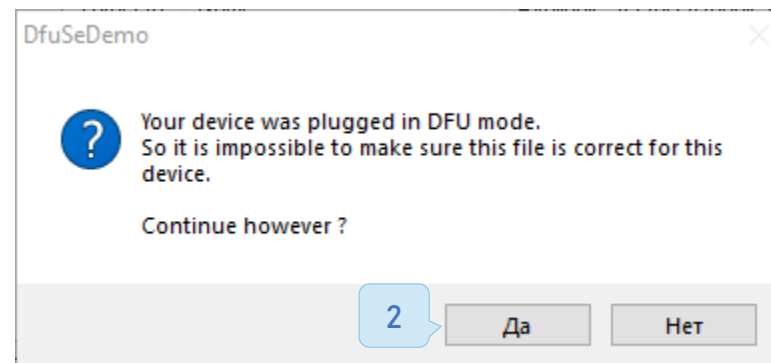 DfuSeDemo
Your device was plugged in DFU mode.
So it is impossible to make sure this file is correct for this
device.
Continue however ?
2
Да
Нет